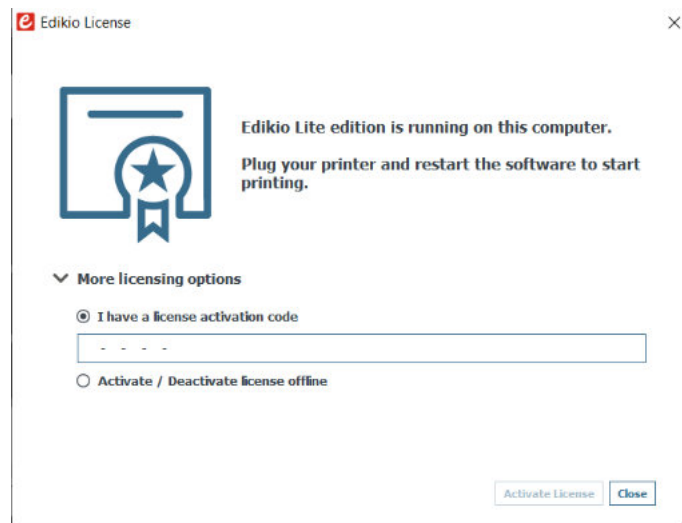 Edikio License
Edikio Lite edition is running on this computer.
Plug your printer and restart the software to start
printing.
More licensing options
I have a license activation code
- - - -
Activate / Deactivate license offline
Activate License Close